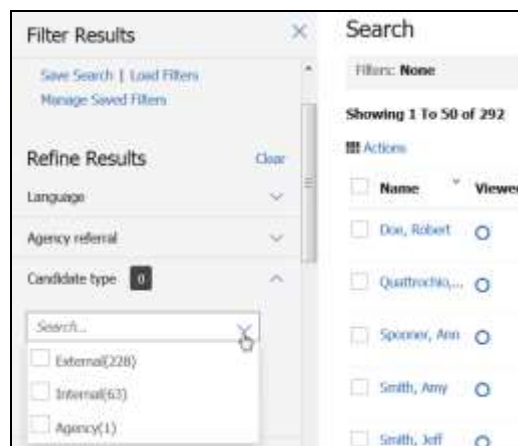 Filter Results
Save Search | Load Filters
Manage Saved Filters
Refine Results
Clear
Language
Agency referral
Candidate type 0
Search...
External(228)
Internal(63)
Agency(1)
Search
Filters: None
Showing 1 To 50 of 292
Actions
Name Viewed
Doe, Robert
Quattrochio,...
Spooner, Ann
Smith, Amy
Smith, Jeff